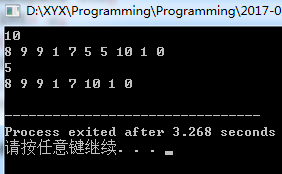 D:\XYX\Programming\Programming\2017-0
10
8 9 9 1 7 5 5 10 1 0
5
8 9 9 1 7 10 1 0
--------------------------------
Process exited after 3.268 seconds
请按任意键继续. . .